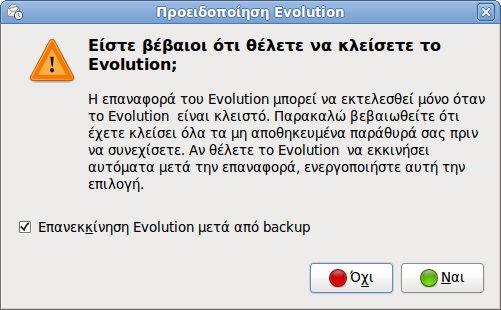 Προειδοποίηση Evolution
Είστε βέβαιοι ότι θέλετε να κλείσετε το
Evolution;
Η επαναφορά του Evolution μπορεί να εκτελεσθεί μόνο όταν
το Evolution  είναι κλειστό. Παρακαλώ βεβαιωθείτε ότι
έχετε κλείσει όλα τα μη αποθηκευμένα παράθυρά σας πριν
να συνεχίσετε. Αν θέλετε το Evolution  να εκκινήσει
αυτόματα μετά την επαναφορά, ενεργοποιήστε αυτή την
επιλογή.
Επανεκκίνηση Evolution μετά από backup
Όχι
Ναι